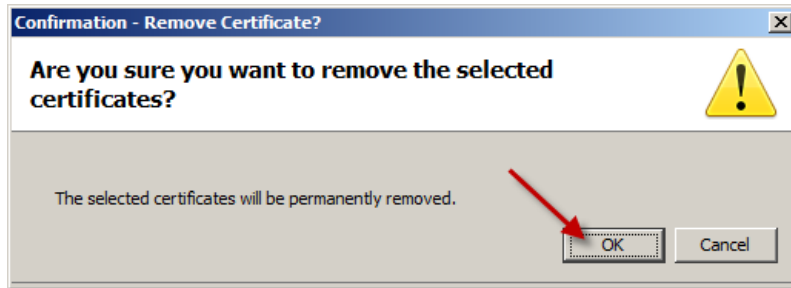 Confirmation - Remove Certificate?
Are you sure you want to remove the selected
certificates?
The selected certificates will be permanently removed.
OK
Cancel